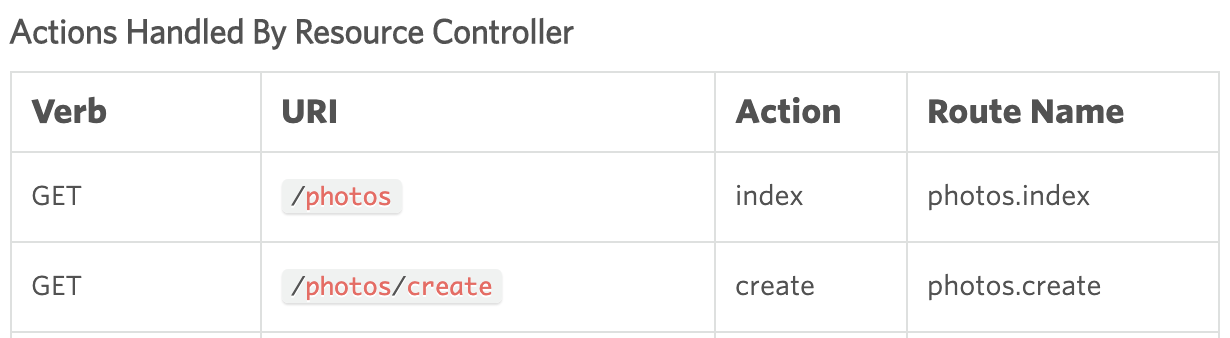 Actions Handled By Resource Controller
Verb URI Action Route Name
GET /photos index photos.index
GET /photos/create create photos.create